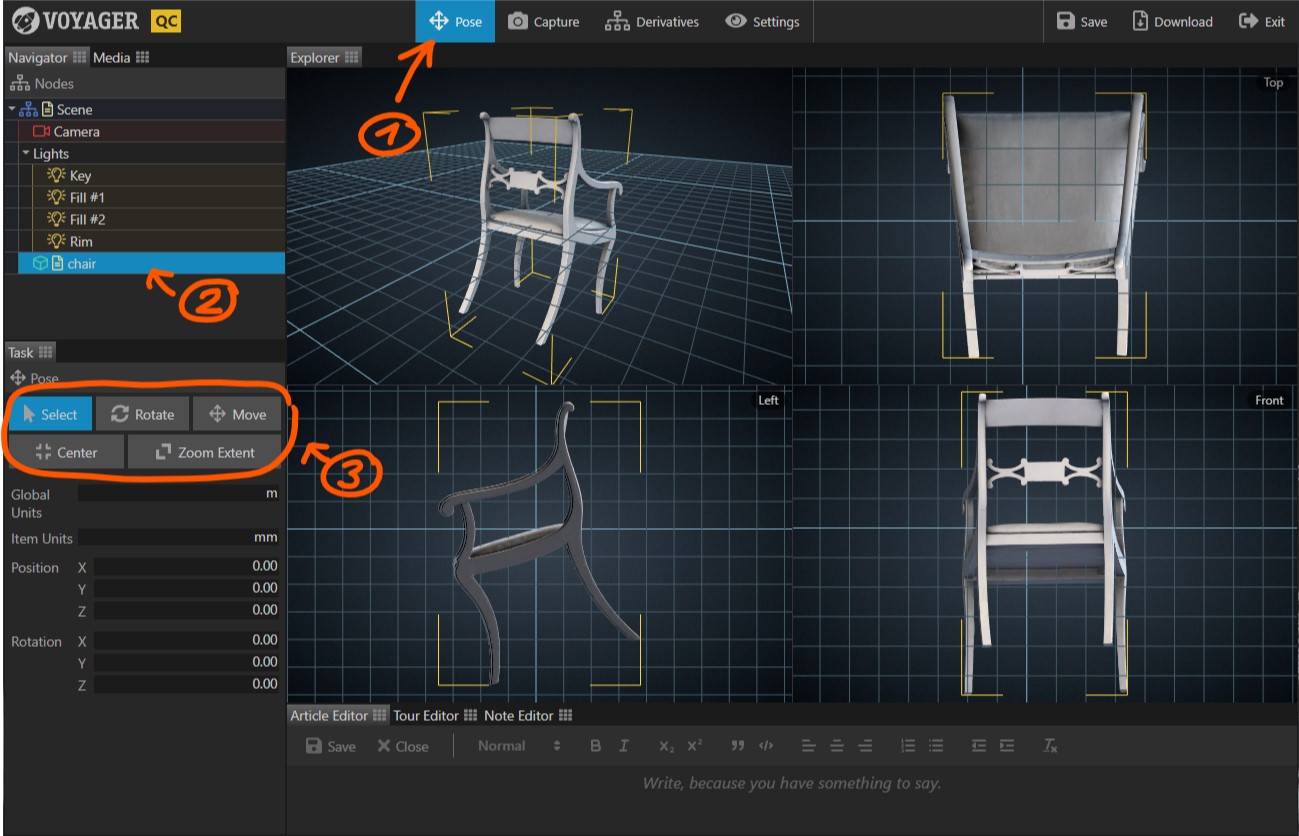 VOYAGER QC Pose Capture Derivatives Settings Save Download Exit
Navigator Media Explorer
Nodes
Scene
Camera
Lights
Key
Fill #1
Fill #2
Rim
chair
1
2
Top
Left
Front
Task
Pose
Select Rotate Move
Center Zoom Extent
3
Global Units m
Item Units mm
Position X 0.00
Y 0.00
Z 0.00
Rotation X 0.00
Y 0.00
Z 0.00
Article Editor Tour Editor Note Editor
Save Close Normal B I X₂ X² ” </> Tx
Write, because you have something to say.